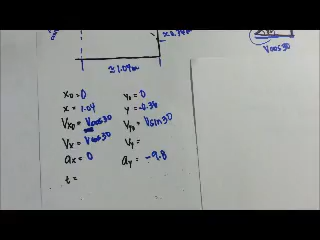 ≈1.04m
Vcos30
x₀=0 y₀=0
x=1.04 y=-0.38
Vx₀=Vcos30 Vy₀=Vsin30
Vx=Vcos30 Vy=
ax=0 ay=-9.8
t=